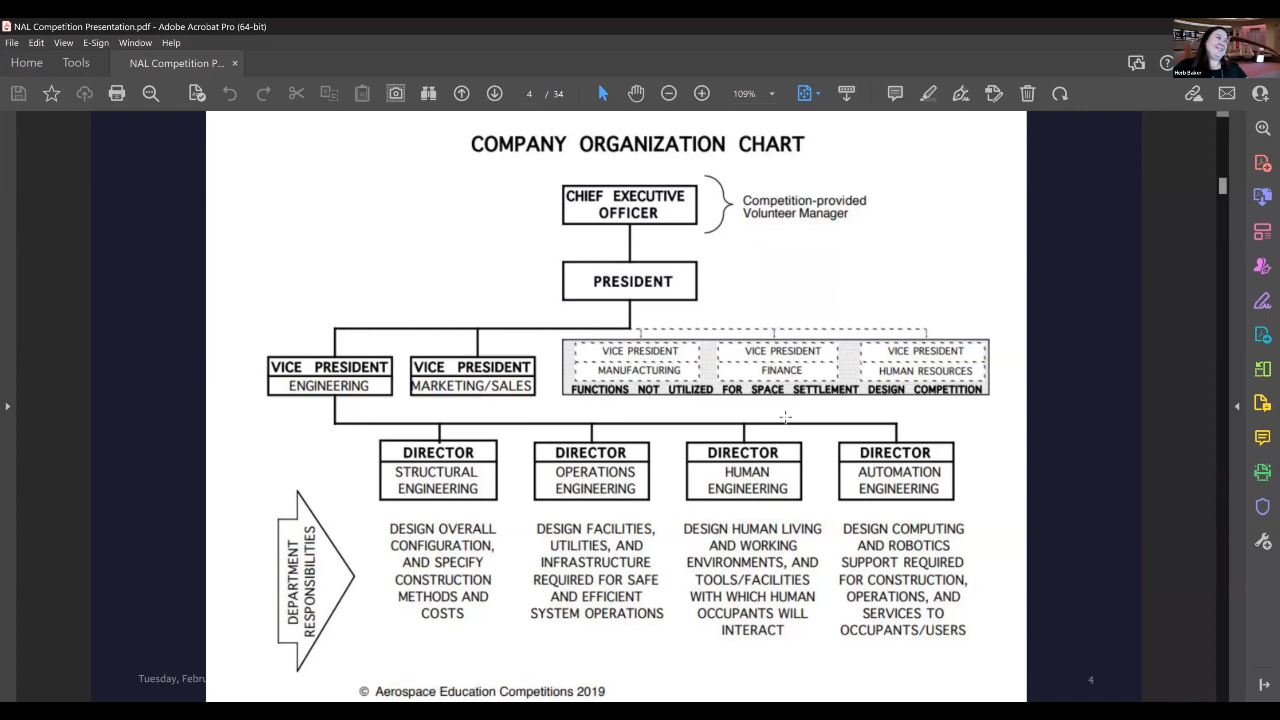 NAL Competition Presentation.pdf - Adobe Acrobat Pro (64-bit)
File Edit View E-Sign Window Help
Home Tools NAL Competition P... ×
4 / 34 109%
Herb Baker
COMPANY ORGANIZATION CHART
CHIEF EXECUTIVE
OFFICER
Competition-provided
Volunteer Manager
PRESIDENT
VICE PRESIDENT
ENGINEERING
VICE PRESIDENT
MARKETING/SALES
VICE PRESIDENT
MANUFACTURING
VICE PRESIDENT
FINANCE
VICE PRESIDENT
HUMAN RESOURCES
FUNCTIONS NOT UTILIZED FOR SPACE SETTLEMENT DESIGN COMPETITION
DIRECTOR
STRUCTURAL
ENGINEERING
DIRECTOR
OPERATIONS
ENGINEERING
DIRECTOR
HUMAN
ENGINEERING
DIRECTOR
AUTOMATION
ENGINEERING
DEPARTMENT
RESPONSIBILITIES
DESIGN OVERALL
CONFIGURATION,
AND SPECIFY
CONSTRUCTION
METHODS AND
COSTS
DESIGN FACILITIES,
UTILITIES, AND
INFRASTRUCTURE
REQUIRED FOR SAFE
AND EFFICIENT
SYSTEM OPERATIONS
DESIGN HUMAN LIVING
AND WORKING
ENVIRONMENTS, AND
TOOLS/FACILITIES
WITH WHICH HUMAN
OCCUPANTS WILL
INTERACT
DESIGN COMPUTING
AND ROBOTICS
SUPPORT REQUIRED
FOR CONSTRUCTION,
OPERATIONS, AND
SERVICES TO
OCCUPANTS/USERS
Tuesday, Febru
4
© Aerospace Education Competitions 2019